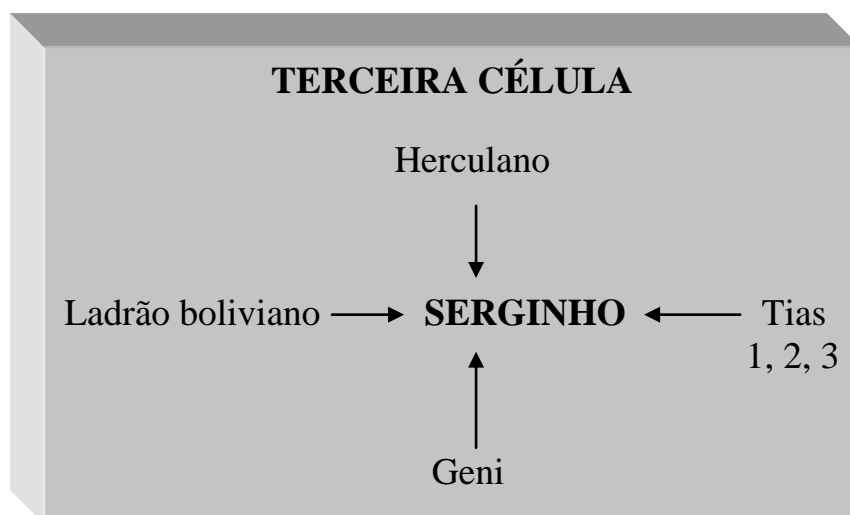 TERCEIRA CÉLULA
Herculano
Ladrão boliviano
SERGINHO
Tias
1, 2, 3
Geni